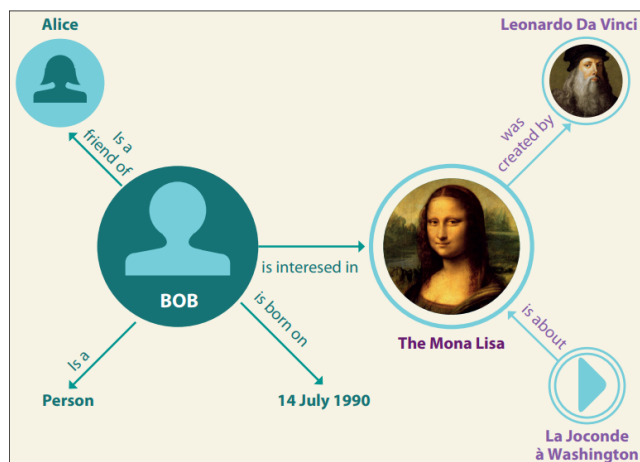 Alice
Leonardo Da Vinci
Is a
friend of
was
created by
BOB
is interesed in
The Mona Lisa
is born on
is about
Is a
Person
14 July 1990
La Joconde
à Washington